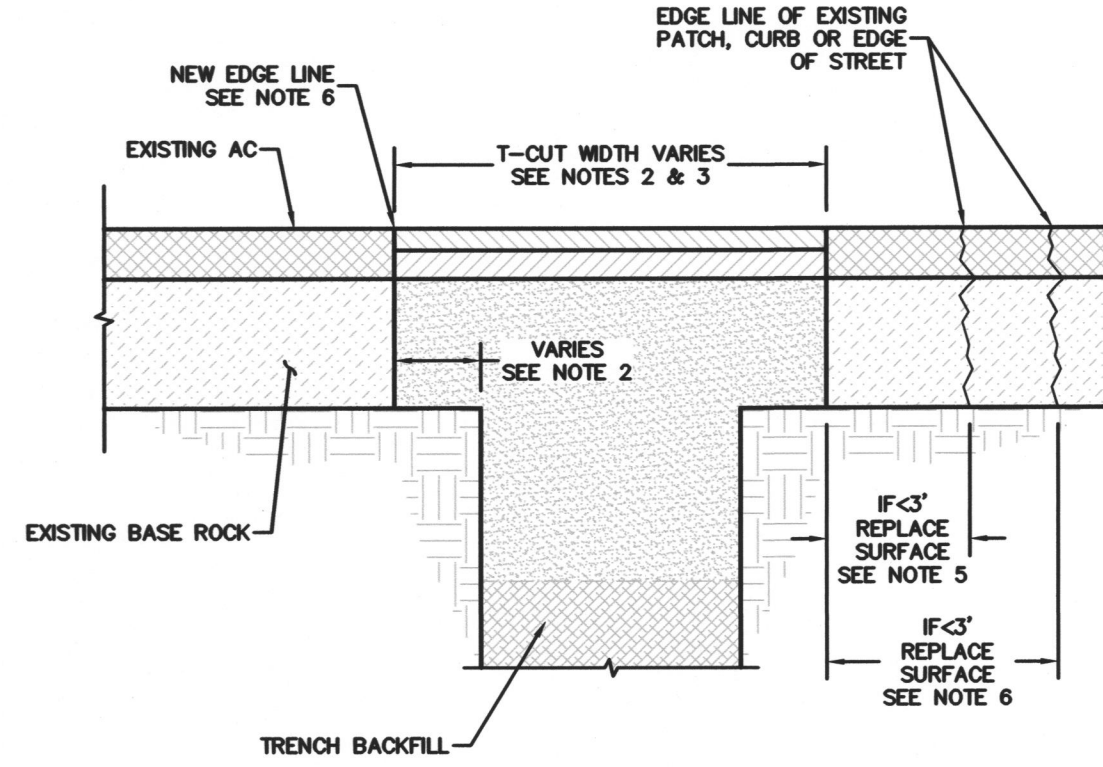 EDGE LINE OF EXISTING
PATCH, CURB OR EDGE
OF STREET
NEW EDGE LINE
SEE NOTE 6
EXISTING AC
T-CUT WIDTH VARIES
SEE NOTES 2 & 3
VARIES
SEE NOTE 2
EXISTING BASE ROCK
IF<3'
REPLACE
SURFACE
SEE NOTE 5
IF<3'
REPLACE
SURFACE
SEE NOTE 6
TRENCH BACKFILL